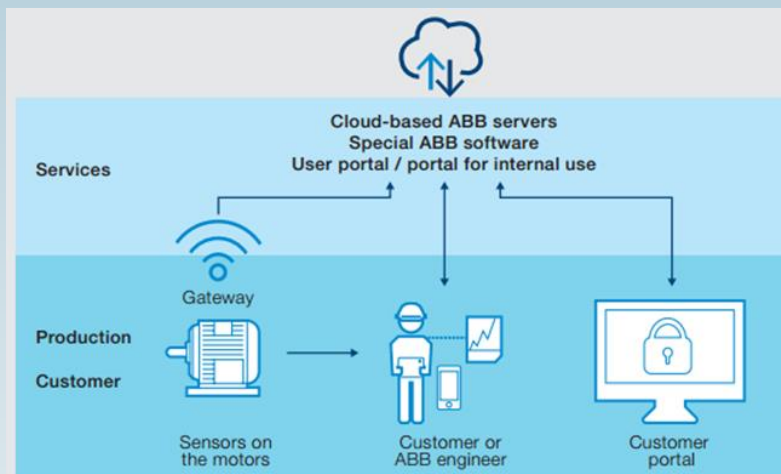 Cloud-based ABB servers
Special ABB software
User portal / portal for internal use
Services
Gateway
Production
Customer
Sensors on
the motors
Customer or
ABB engineer
Customer
portal